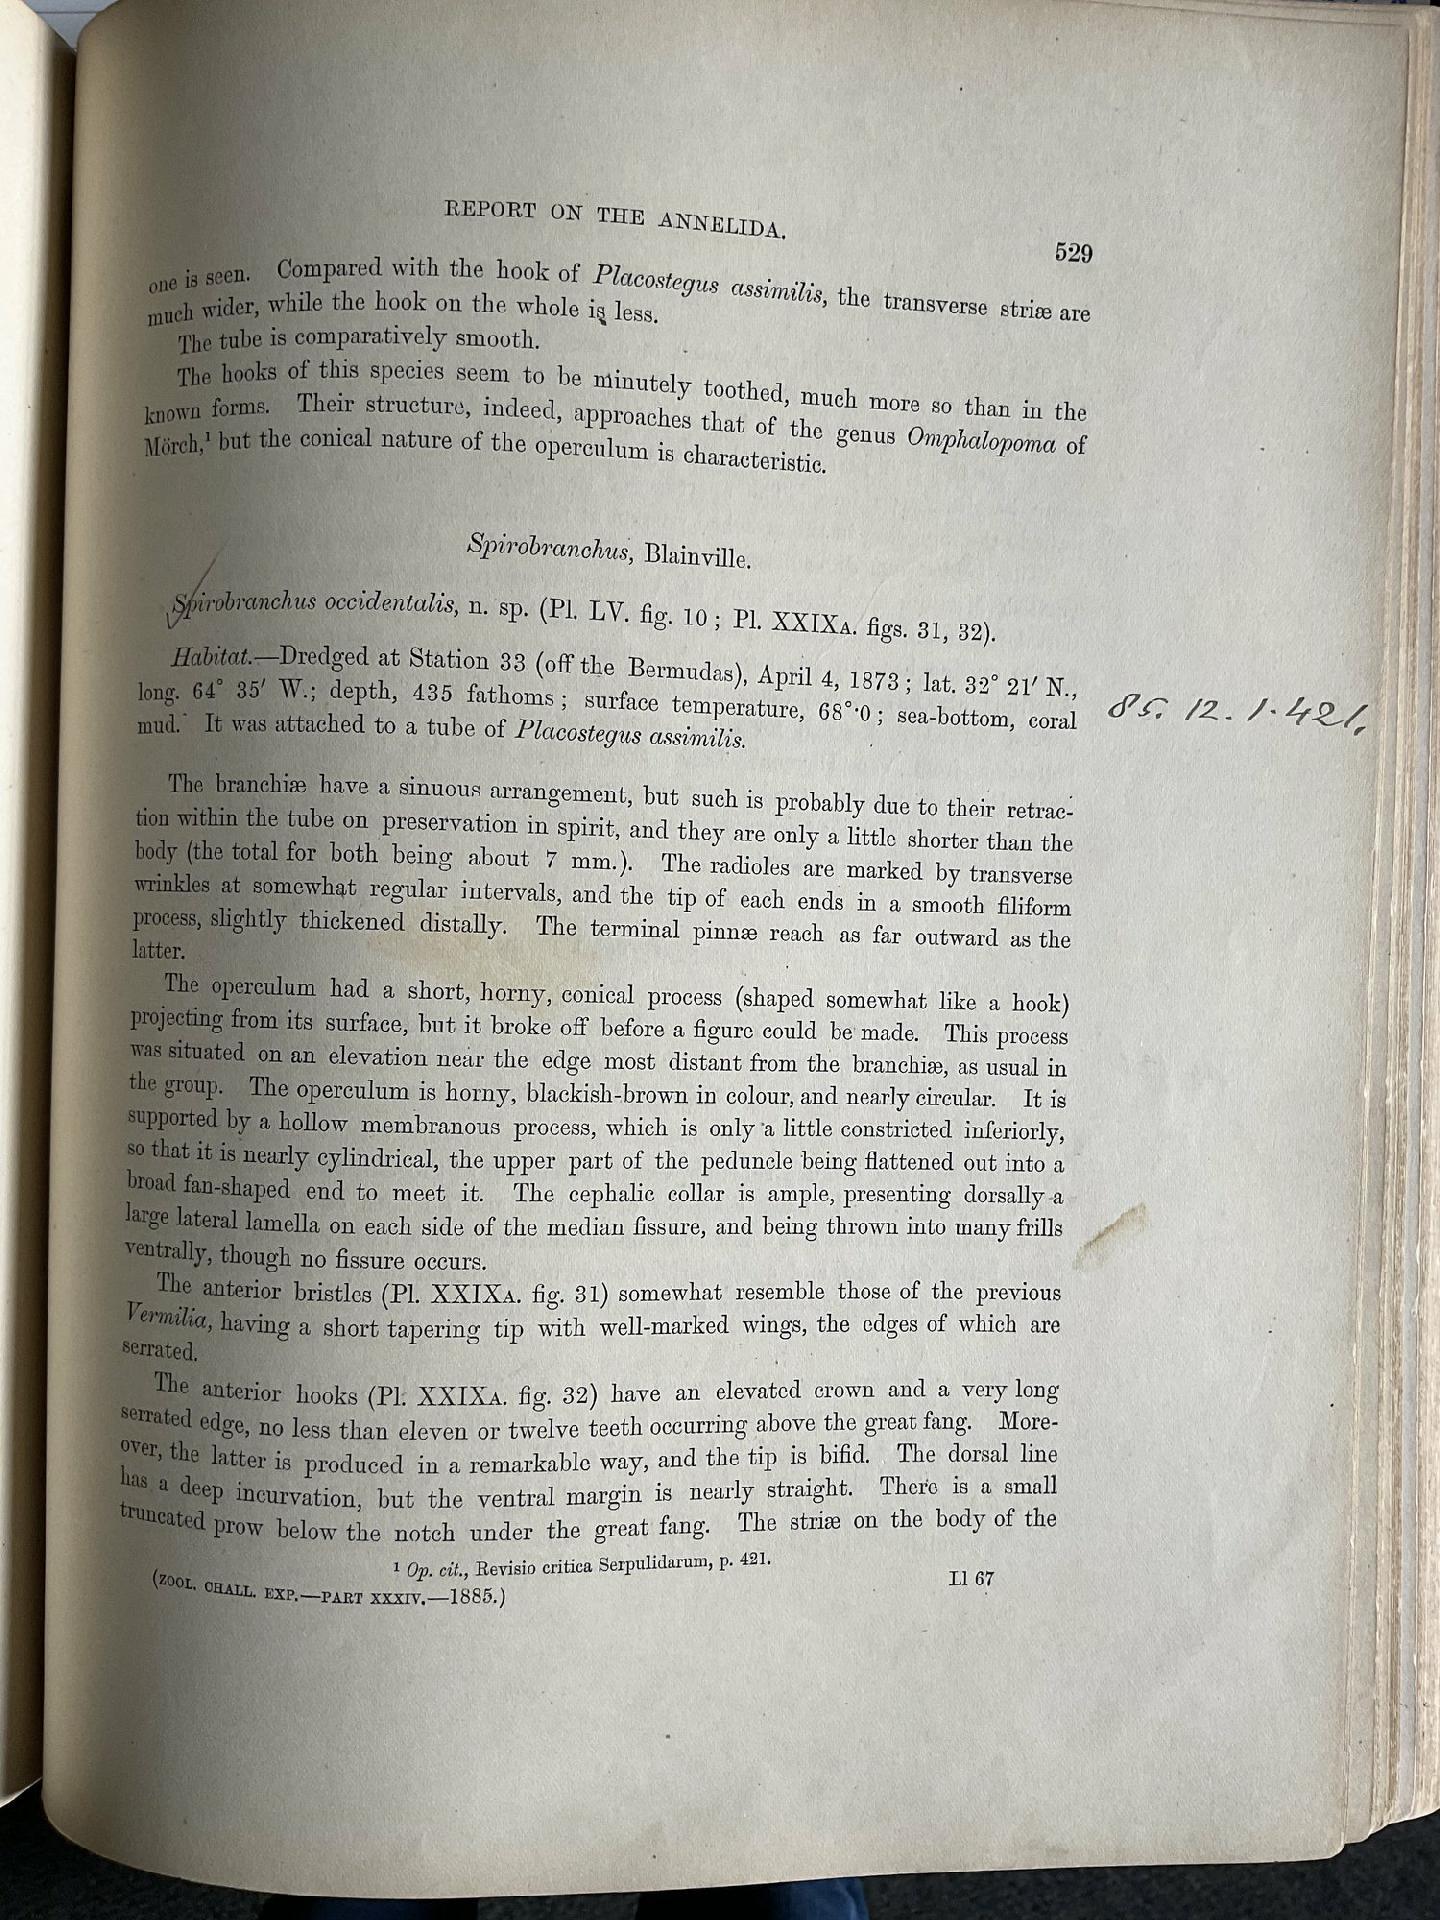 REPORT ON THE ANNELIDA.
529
one is seen. Compared with the hook of Placostegus assimilis, the transverse striæ are
much wider, while the hook on the whole is less.
The tube is comparatively smooth.
The hooks of this species seem to be minutely toothed, much more so than in the
known forms. Their structure, indeed, approaches that of the genus Omphalopoma of
Mörch,¹ but the conical nature of the operculum is characteristic.
Spirobranchus, Blainville.
Spirobranchus occidentalis, n. sp. (Pl. LV. fig. 10; Pl. XXIXA. figs. 31, 32).
Habitat.—Dredged at Station 33 (off the Bermudas), April 4, 1873; lat. 32° 21′ N.,
long. 64° 35′ W.; depth, 435 fathoms; surface temperature, 68°·0; sea-bottom, coral
85. 12. 1. 421.
mud. It was attached to a tube of Placostegus assimilis.
The branchiæ have a sinuous arrangement, but such is probably due to their retrac-
tion within the tube on preservation in spirit, and they are only a little shorter than the
body (the total for both being about 7 mm.). The radioles are marked by transverse
wrinkles at somewhat regular intervals, and the tip of each ends in a smooth filiform
process, slightly thickened distally. The terminal pinnæ reach as far outward as the
latter.
The operculum had a short, horny, conical process (shaped somewhat like a hook)
projecting from its surface, but it broke off before a figure could be made. This process
was situated on an elevation near the edge most distant from the branchiæ, as usual in
the group. The operculum is horny, blackish-brown in colour, and nearly circular. It is
supported by a hollow membranous process, which is only a little constricted inferiorly,
so that it is nearly cylindrical, the upper part of the peduncle being flattened out into a
broad fan-shaped end to meet it. The cephalic collar is ample, presenting dorsally a
large lateral lamella on each side of the median fissure, and being thrown into many frills
ventrally, though no fissure occurs.
The anterior bristles (Pl. XXIXA. fig. 31) somewhat resemble those of the previous
Vermilia, having a short tapering tip with well-marked wings, the edges of which are
serrated.
The anterior hooks (Pl. XXIXA. fig. 32) have an elevated crown and a very long
serrated edge, no less than eleven or twelve teeth occurring above the great fang. More-
over, the latter is produced in a remarkable way, and the tip is bifid. The dorsal line
has a deep incurvation, but the ventral margin is nearly straight. There is a small
truncated prow below the notch under the great fang. The striæ on the body of the
¹ Op. cit., Revisio critica Serpulidarum, p. 421.
(ZOOL. CHALL. EXP.—PART XXXIV.—1885.)
Ll 67